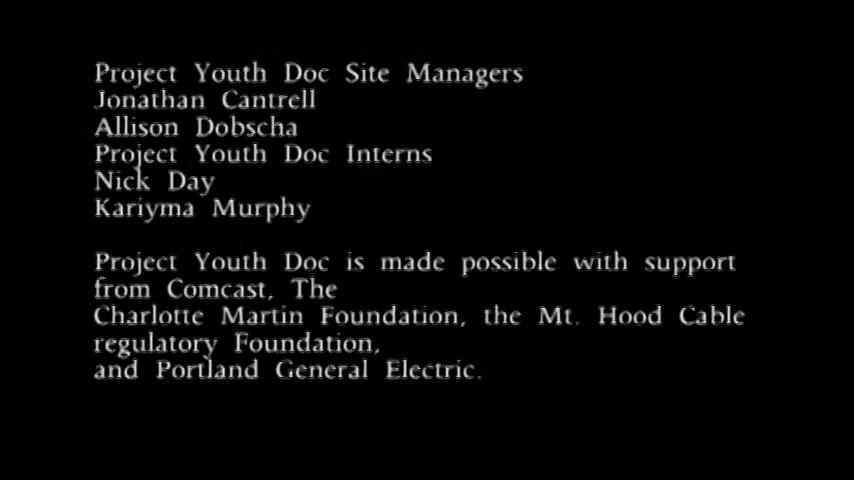 Project Youth Doc Site Managers
Jonathan Cantrell
Allison Dobscha
Project Youth Doc Interns
Nick Day
Kariyma Murphy
Project Youth Doc is made possible with support
from Comcast, The
Charlotte Martin Foundation, the Mt. Hood Cable
regulatory Foundation,
and Portland General Electric.